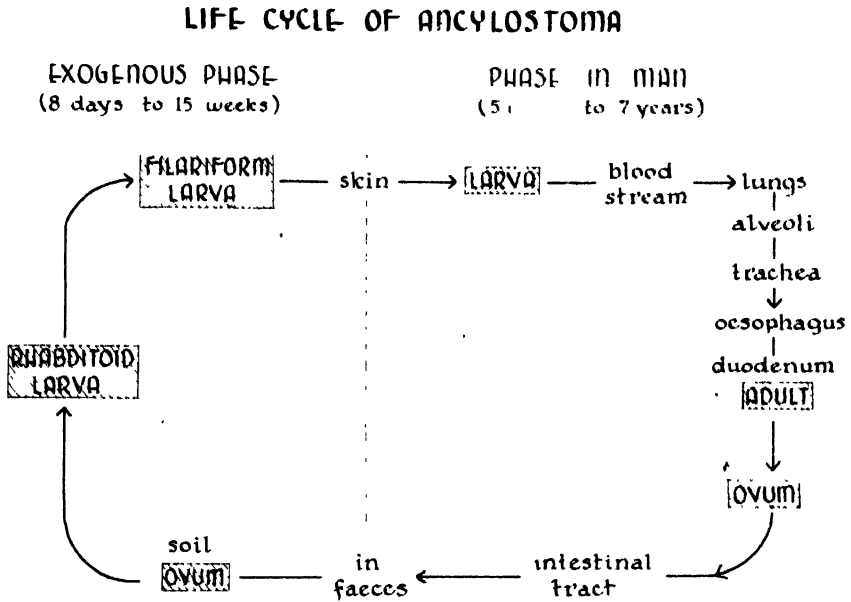 LIFE CYCLE OF ANCYLOSTOMA
EXOGENOUS PHASE
(8 days to 15 weeks)
PHASE IN MAN
(5 to 7 years)
FILARIFORM
LARVA
skin
LARVA
blood
stream
lungs
alveoli
trachea
oesophagus
duodenum
ADULT
OVUM
intestinal
tract
in
faeces
soil
OVUM
RHABDITOID
LARVA